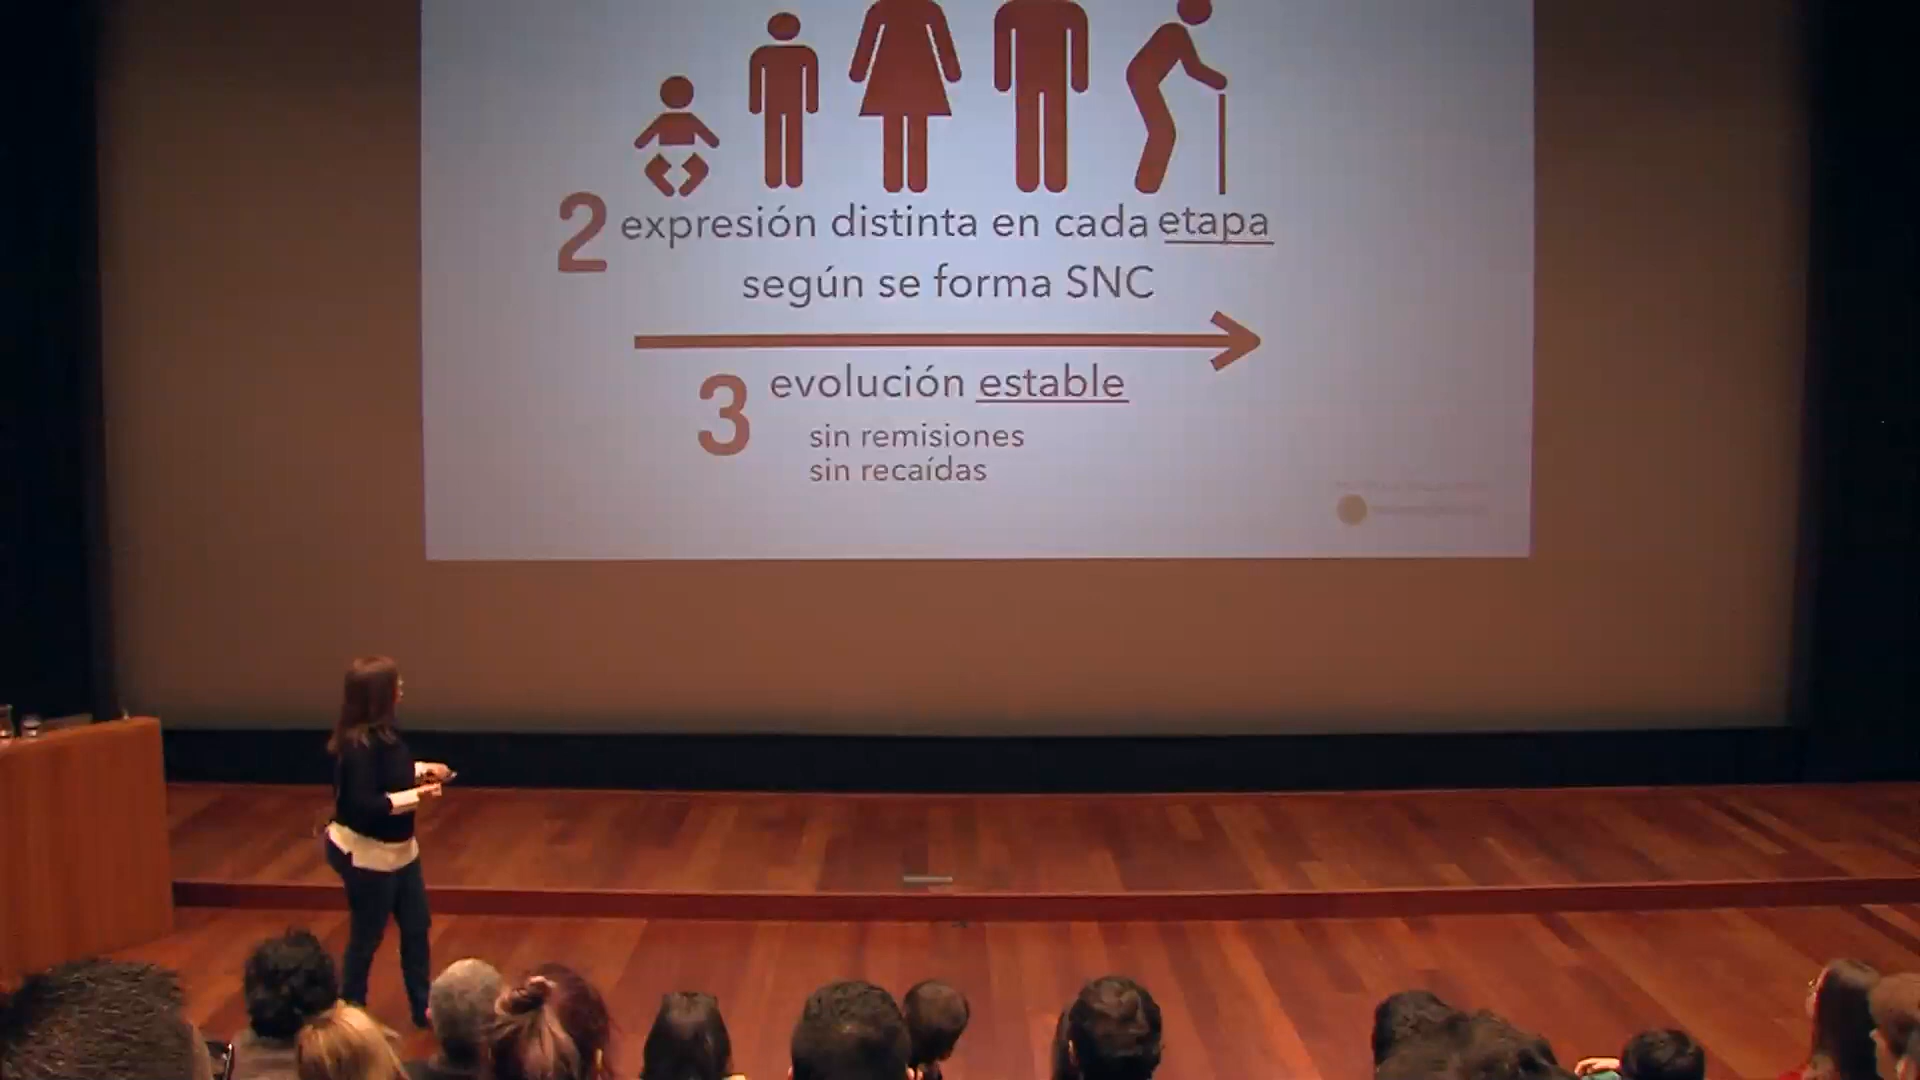 2 expresión distinta en cada etapa
según se forma SNC
3 evolución estable
sin remisiones
sin recaídas